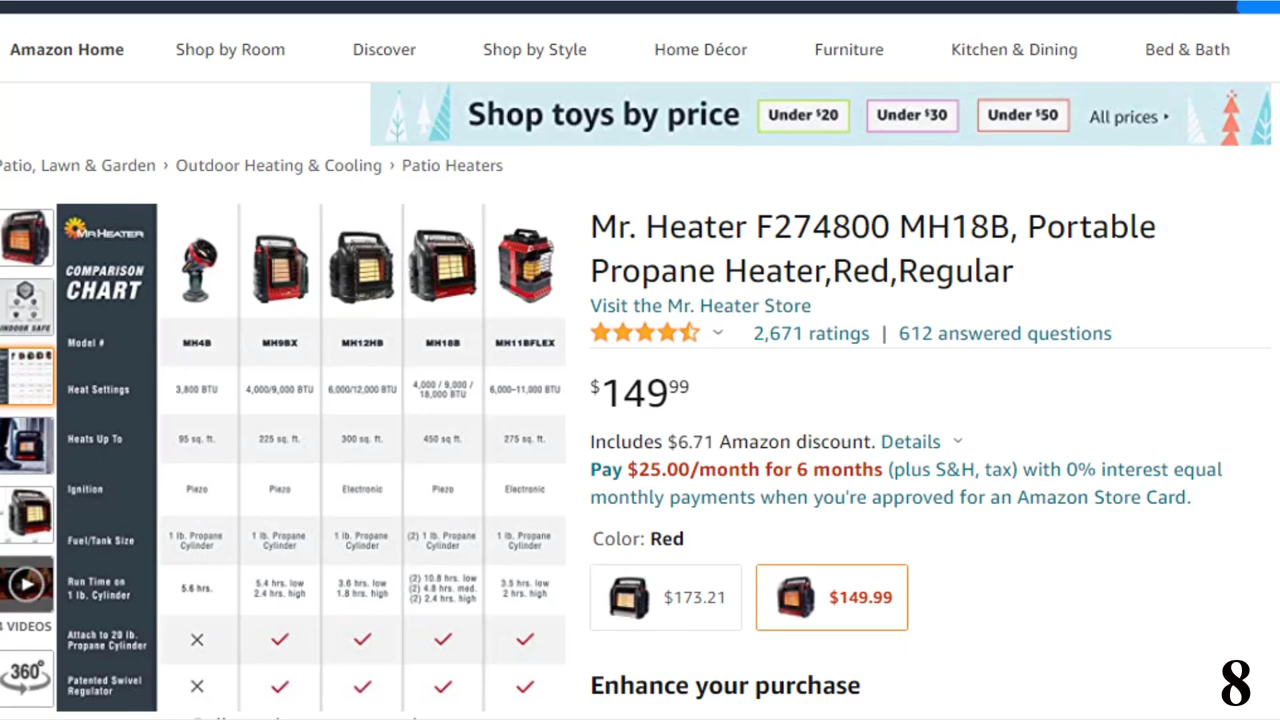 Amazon Home Shop by Room Discover Shop by Style Home Décor Furniture Kitchen & Dining Bed & Bath
Shop toys by price Under $20 Under $30 Under $50 All prices
Patio, Lawn & Garden › Outdoor Heating & Cooling › Patio Heaters
MR.HEATER
COMPARISON
CHART
Model # MH4B MH9BX MH12HB MH18B MH11BFLEX
Heat Settings 3,800 BTU 4,000/9,000 BTU 6,000/12,000 BTU 4,000 / 9,000 / 18,000 BTU 6,000–11,000 BTU
Heats Up To 95 sq. ft. 225 sq. ft. 300 sq. ft. 450 sq ft. 275 sq. ft.
Ignition Piezo Piezo Electronic Piezo Electronic
Fuel/Tank Size 1 lb. Propane Cylinder 1 lb. Propane Cylinder 1 lb. Propane Cylinder (2) 1 lb. Propane Cylinder 1 lb. Propane Cylinder
Run Time on 1 lb. Cylinder 5.6 hrs. 5.4 hrs. low 2.4 hrs. high 3.6 hrs. low 1.8 hrs. high (2) 10.8 hrs. low (2) 4.8 hrs. med. (2) 2.4 hrs. high 3.5 hrs. low 2 hrs. high
Attach to 20 lb. Propane Cylinder
Patented Swivel Regulator
INDOOR SAFE
4 VIDEOS
360°
Mr. Heater F274800 MH18B, Portable
Propane Heater,Red,Regular
Visit the Mr. Heater Store
2,671 ratings | 612 answered questions
$149.99
Includes $6.71 Amazon discount. Details
Pay $25.00/month for 6 months (plus S&H, tax) with 0% interest equal
monthly payments when you're approved for an Amazon Store Card.
Color: Red
$173.21 $149.99
Enhance your purchase
8